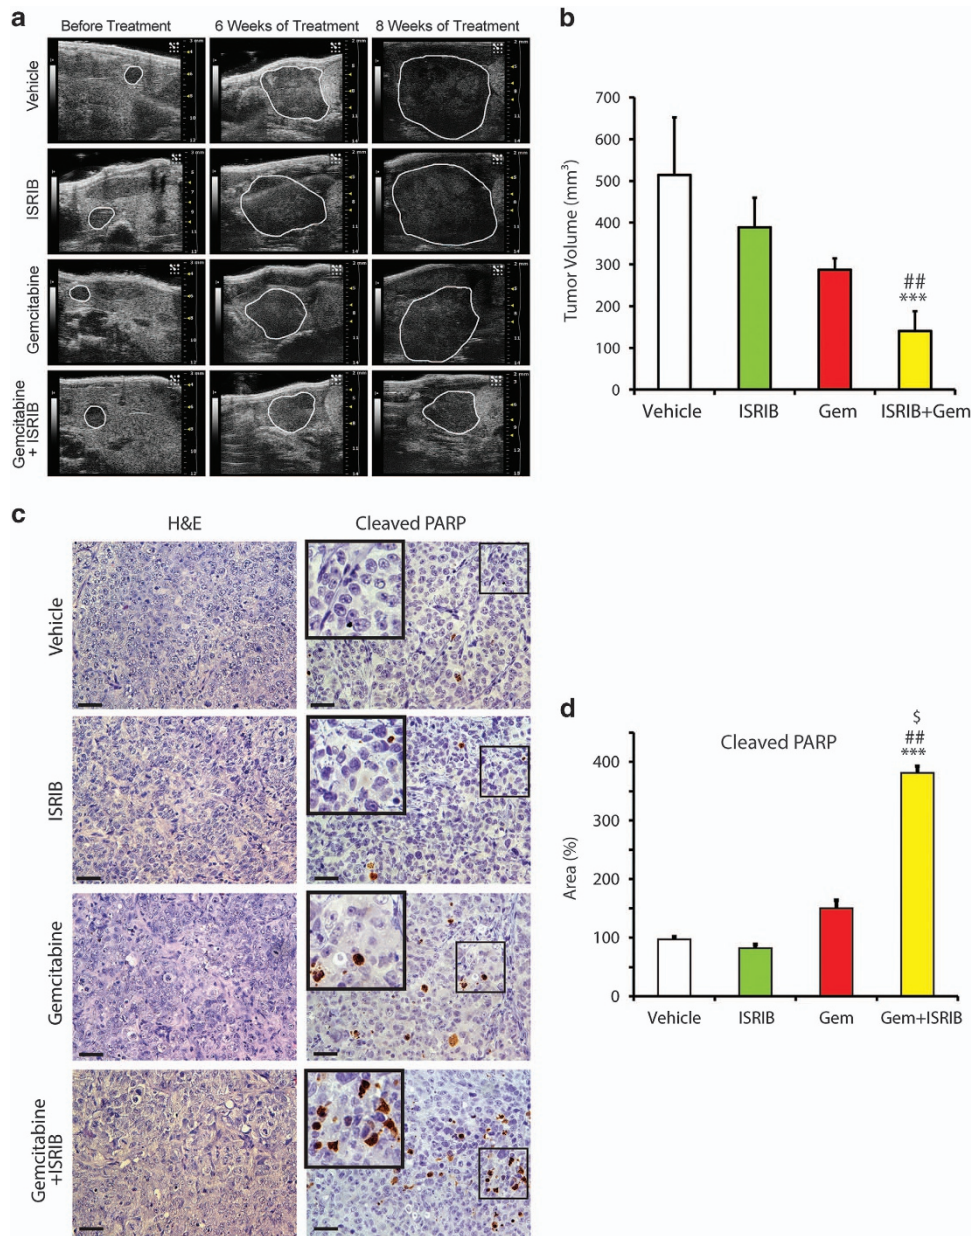 a
Before Treatment
6 Weeks of Treatment
8 Weeks of Treatment
Vehicle
ISRIB
Gemcitabine
Gemcitabine
+ ISRIB
b
Tumor Volume (mm³)
700
600
500
400
300
200
100
0
##
***
Vehicle
ISRIB
Gem
ISRIB+Gem
c
H&E
Cleaved PARP
Vehicle
ISRIB
Gemcitabine
Gemcitabine
+ISRIB
d
Cleaved PARP
$
##
***
Area (%)
400
300
200
100
0
Vehicle
ISRIB
Gem
Gem+ISRIB